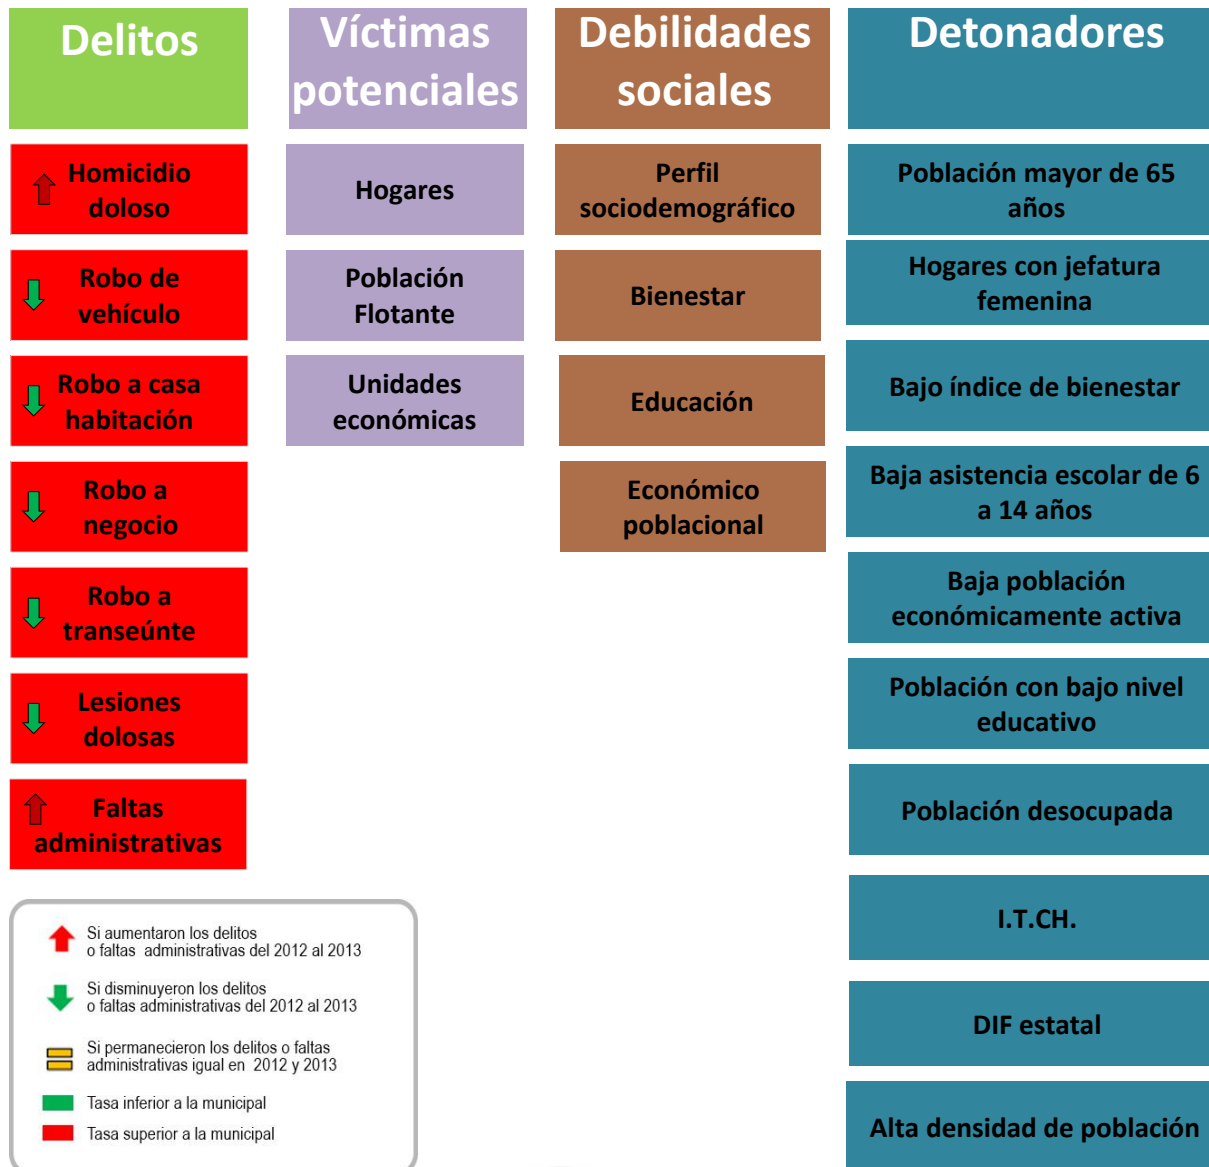 Delitos
Víctimas
potenciales
Debilidades
sociales
Detonadores
Homicidio
doloso
Robo de
vehículo
Robo a casa
habitación
Robo a
negocio
Robo a
transeúnte
Lesiones
dolosas
Faltas
administrativas
Hogares
Población
Flotante
Unidades
económicas
Perfil
sociodemográfico
Bienestar
Educación
Económico
poblacional
Población mayor de 65
años
Hogares con jefatura
femenina
Bajo índice de bienestar
Baja asistencia escolar de 6
a 14 años
Baja población
económicamente activa
Población con bajo nivel
educativo
Población desocupada
I.T.CH.
DIF estatal
Alta densidad de población
Si aumentaron los delitos
o faltas administrativas del 2012 al 2013
Si disminuyeron los delitos
o faltas administrativas del 2012 al 2013
Si permanecieron los delitos o faltas
administrativas igual en 2012 y 2013
Tasa inferior a la municipal
Tasa superior a la municipal